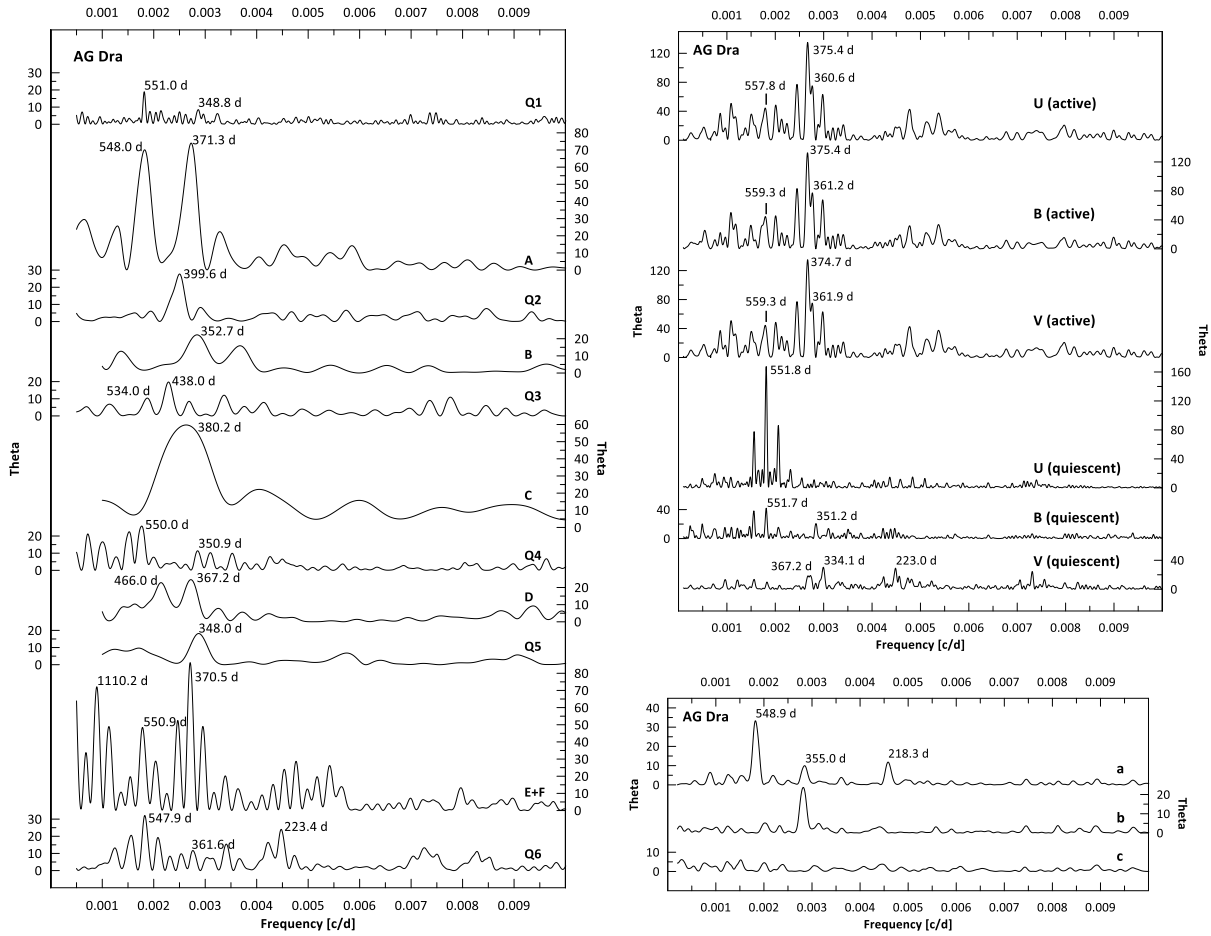 0.001 0.002 0.003 0.004 0.005 0.006 0.007 0.008 0.009
AG Dra
30
20
10
0
551.0 d
348.8 d
Q1
80
70
60
50
40
30
20
10
0
548.0 d
371.3 d
A
30
20
10
0
399.6 d
Q2
20
10
0
352.7 d
B
20
10
0
534.0 d
438.0 d
Q3
60
50
40
30
20
10
0
380.2 d
C
20
10
0
550.0 d
350.9 d
Q4
20
10
0
466.0 d
367.2 d
D
20
10
0
348.0 d
Q5
80
70
60
50
40
30
20
10
0
1110.2 d
550.9 d
370.5 d
E+F
30
20
10
0
547.9 d
361.6 d
223.4 d
Q6
Theta
Theta
0.001 0.002 0.003 0.004 0.005 0.006 0.007 0.008 0.009
Frequency [c/d]
0.001 0.002 0.003 0.004 0.005 0.006 0.007 0.008 0.009
AG Dra
120
80
40
0
375.4 d
360.6 d
557.8 d
U (active)
120
80
40
0
375.4 d
361.2 d
559.3 d
B (active)
120
80
40
0
374.7 d
361.9 d
559.3 d
V (active)
160
120
80
40
0
551.8 d
U (quiescent)
40
0
551.7 d
351.2 d
B (quiescent)
40
0
367.2 d
334.1 d
223.0 d
V (quiescent)
Theta
Theta
0.001 0.002 0.003 0.004 0.005 0.006 0.007 0.008 0.009
Frequency [c/d]
0.001 0.002 0.003 0.004 0.005 0.006 0.007 0.008 0.009
AG Dra
40
30
20
10
0
548.9 d
355.0 d
218.3 d
a
20
10
0
b
10
0
c
Theta
Theta
0.001 0.002 0.003 0.004 0.005 0.006 0.007 0.008 0.009
Frequency [c/d]